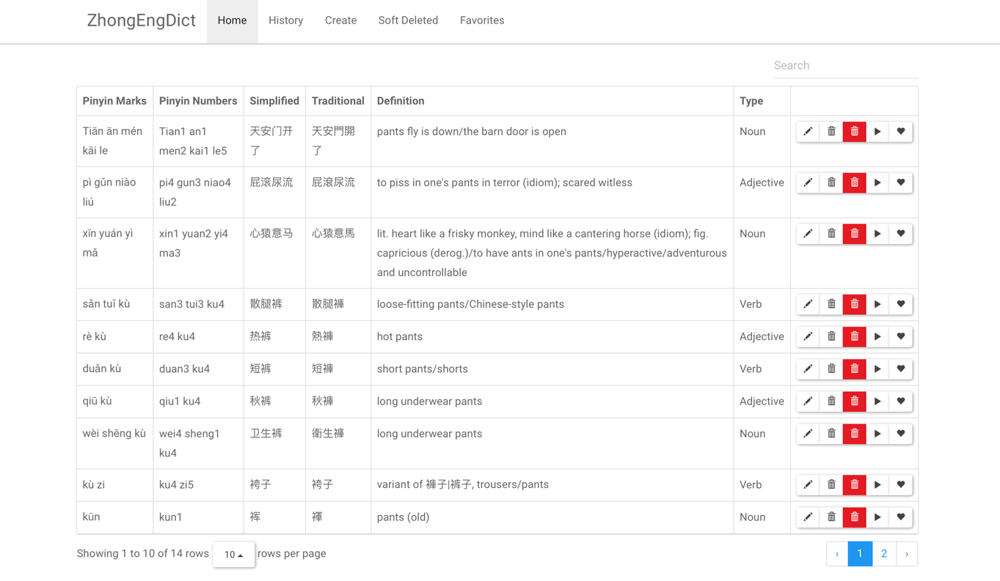 ZhongEngDict Home History Create Soft Deleted Favorites
Search
Pinyin Marks Pinyin Numbers Simplified Traditional Definition Type
Tiān ān mén kāi le Tian1 an1 men2 kai1 le5 天安门开了 天安門開了 pants fly is down/the barn door is open Noun
pì gǔn niào liú pi4 gun3 niao4 liu2 屁滚尿流 屁滾尿流 to piss in one's pants in terror (idiom); scared witless Adjective
xīn yuán yì mǎ xin1 yuan2 yi4 ma3 心猿意马 心猿意馬 lit. heart like a frisky monkey, mind like a cantering horse (idiom); fig. capricious (derog.)/to have ants in one's pants/hyperactive/adventurous and uncontrollable Noun
sǎn tuǐ kù san3 tui3 ku4 散腿裤 散腿褲 loose-fitting pants/Chinese-style pants Verb
rè kù re4 ku4 热裤 熱褲 hot pants Adjective
duǎn kù duan3 ku4 短裤 短褲 short pants/shorts Verb
qiū kù qiu1 ku4 秋裤 秋褲 long underwear pants Adjective
wèi shēng kù wei4 sheng1 ku4 卫生裤 衛生褲 long underwear pants Noun
kù zi ku4 zi5 袴子 袴子 variant of 褲子|裤子, trousers/pants Verb
kūn kun1 裈 褌 pants (old) Noun
Showing 1 to 10 of 14 rows 10 rows per page ‹ 1 2 ›